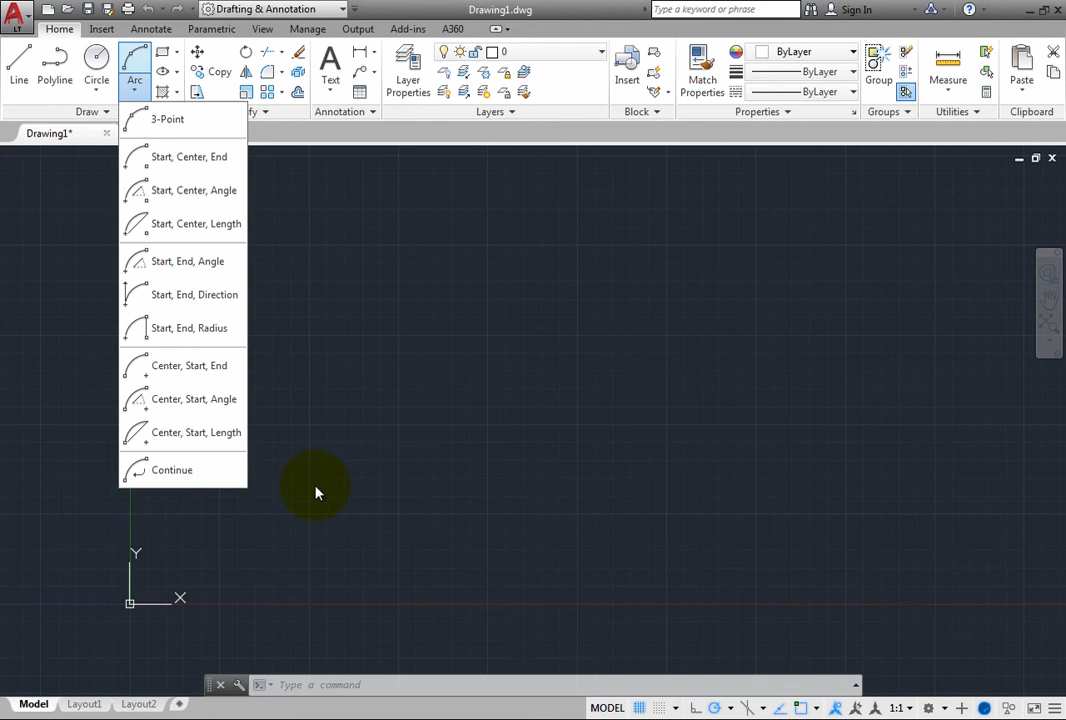 Drafting & Annotation
Drawing1.dwg
Type a keyword or phrase
Sign In
LT
Home Insert Annotate Parametric View Manage Output Add-ins A360
Line Polyline Circle Arc
Copy
Text
Layer Properties
0
Insert
Match Properties
ByLayer
ByLayer
ByLayer
Group
Measure
Paste
Draw
Layers
Block
Properties
Groups
Utilities
Clipboard
Drawing1*
3-Point
Start, Center, End
Start, Center, Angle
Start, Center, Length
Start, End, Angle
Start, End, Direction
Start, End, Radius
Center, Start, End
Center, Start, Angle
Center, Start, Length
Continue
Y
X
Type a command
Model Layout1 Layout2
MODEL
1:1